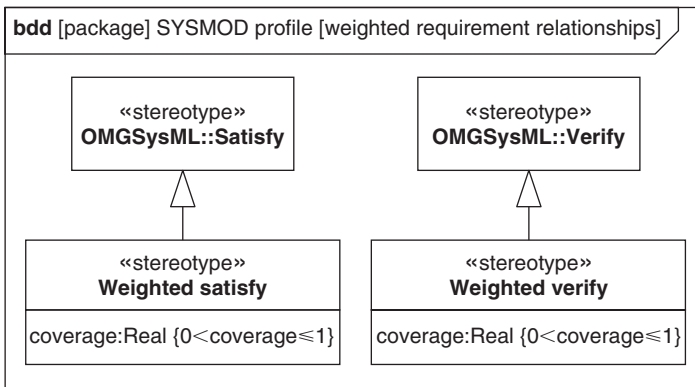 bdd [package] SYSMOD profile [weighted requirement relationships]
«stereotype»
OMGSysML::Satisfy
«stereotype»
OMGSysML::Verify
«stereotype»
Weighted satisfy
coverage:Real {0<coverage⩽1}
«stereotype»
Weighted verify
coverage:Real {0<coverage⩽1}